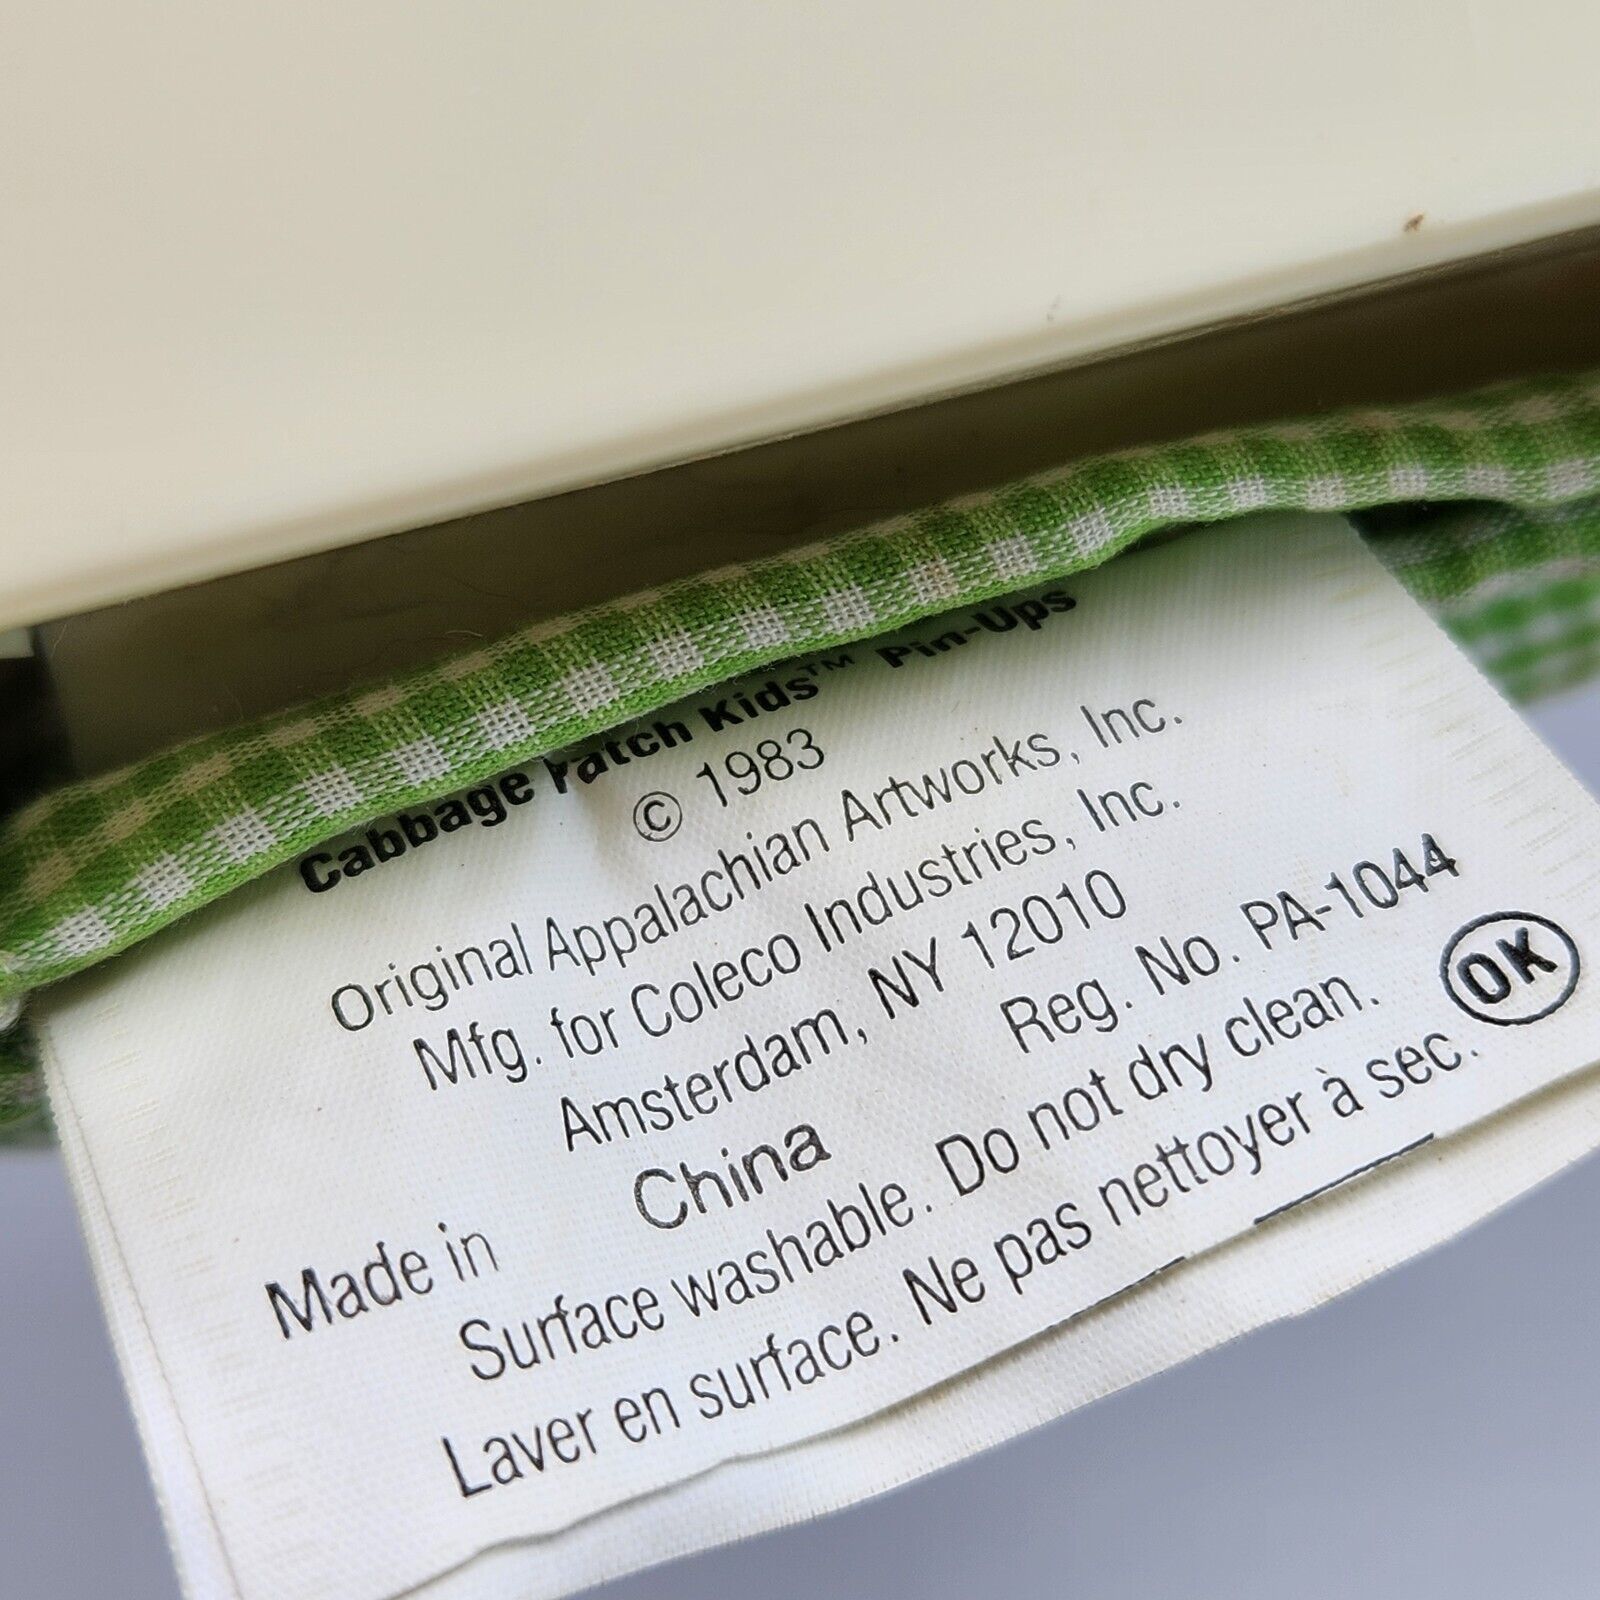 Cabbage Patch Kids™ Pin-Ups
© 1983
Original Appalachian Artworks, Inc.
Mfg. for Coleco Industries, Inc.
Amsterdam, NY 12010
Reg. No. PA-1044
Made in China
Surface washable. Do not dry clean.
Laver en surface. Ne pas nettoyer à sec.
OK